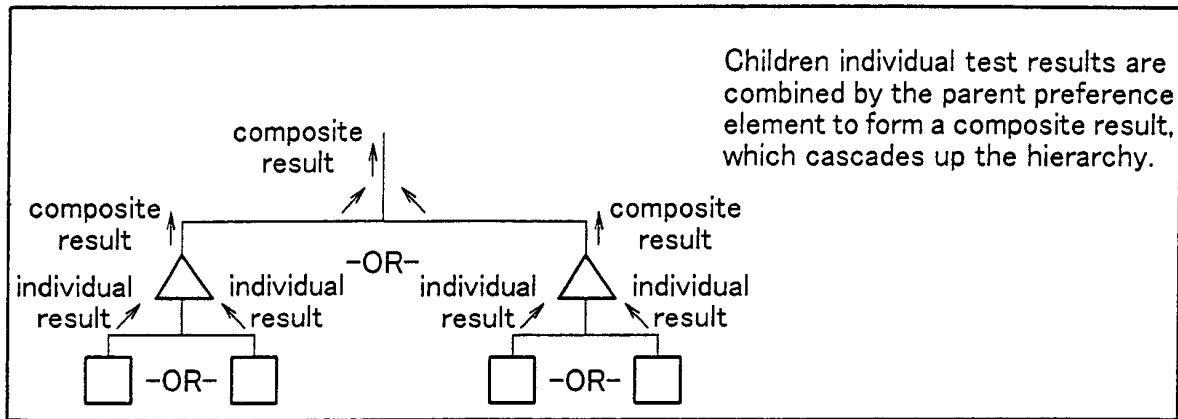 Children individual test results are
combined by the parent preference
element to form a composite result,
which cascades up the hierarchy.
composite
result
composite
result
composite
result
-OR-
individual
result
individual
result
individual
result
individual
result
-OR-
-OR-